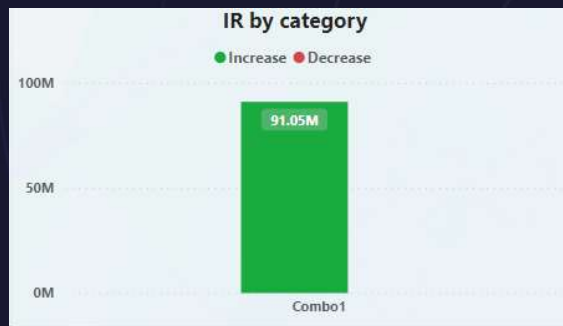 IR by category
Increase Decrease
100M
91.05M
50M
0M
Combo1